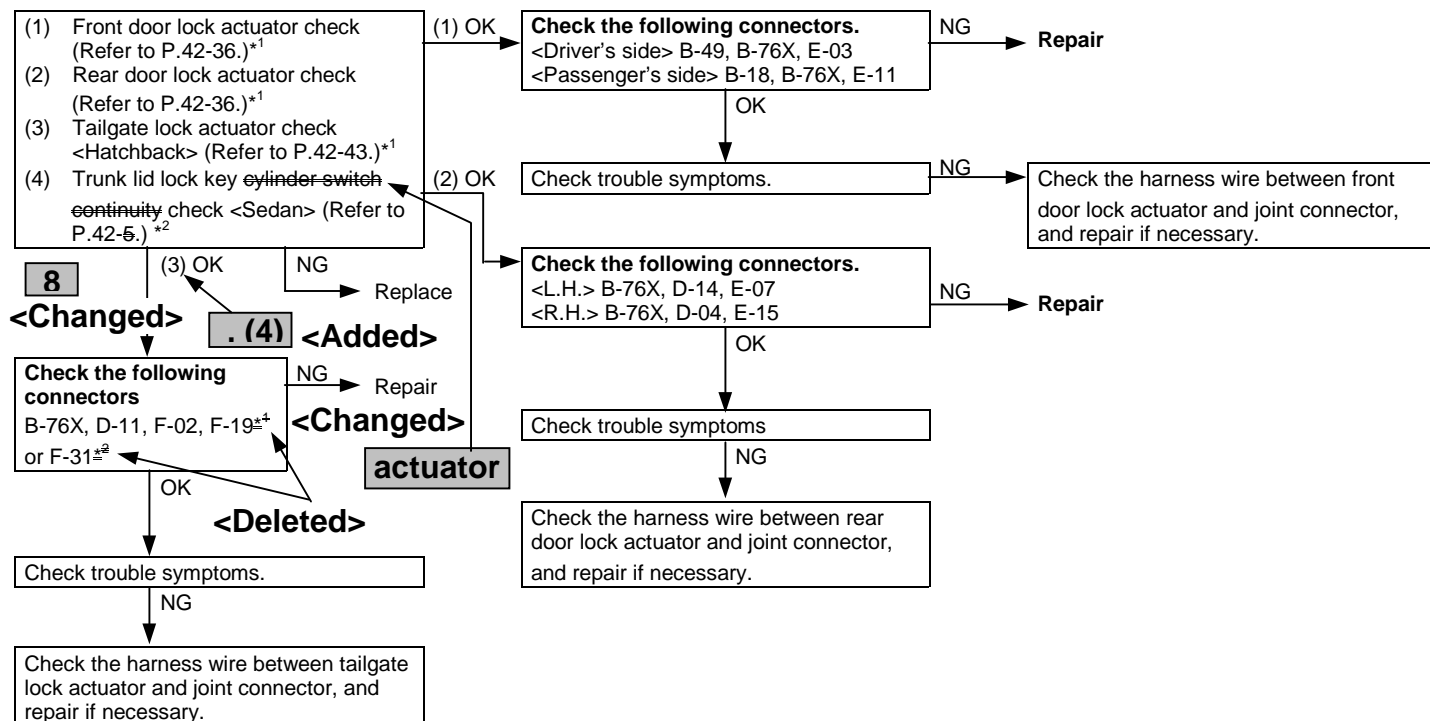 (1) Front door lock actuator check
(Refer to P.42-36.)*1
(2) Rear door lock actuator check
(Refer to P.42-36.)*1
(3) Tailgate lock actuator check
<Hatchback> (Refer to P.42-43.)*1
(4) Trunk lid lock key cylinder switch
continuity check <Sedan> (Refer to
P.42-5.) *2
(1) OK
Check the following connectors.
<Driver's side> B-49, B-76X, E-03
<Passenger's side> B-18, B-76X, E-11
NG
Repair
OK
Check trouble symptoms.
NG
Check the harness wire between front
door lock actuator and joint connector,
and repair if necessary.
(2) OK
Check the following connectors.
<L.H.> B-76X, D-14, E-07
<R.H.> B-76X, D-04, E-15
NG
Repair
OK
Check trouble symptoms
NG
Check the harness wire between rear
door lock actuator and joint connector,
and repair if necessary.
(3) OK
NG
Replace
8
<Changed>
. (4)
<Added>
Check the following
connectors
B-76X, D-11, F-02, F-19*1
or F-31*2
NG
Repair
<Changed>
actuator
OK
<Deleted>
Check trouble symptoms.
NG
Check the harness wire between tailgate
lock actuator and joint connector, and
repair if necessary.